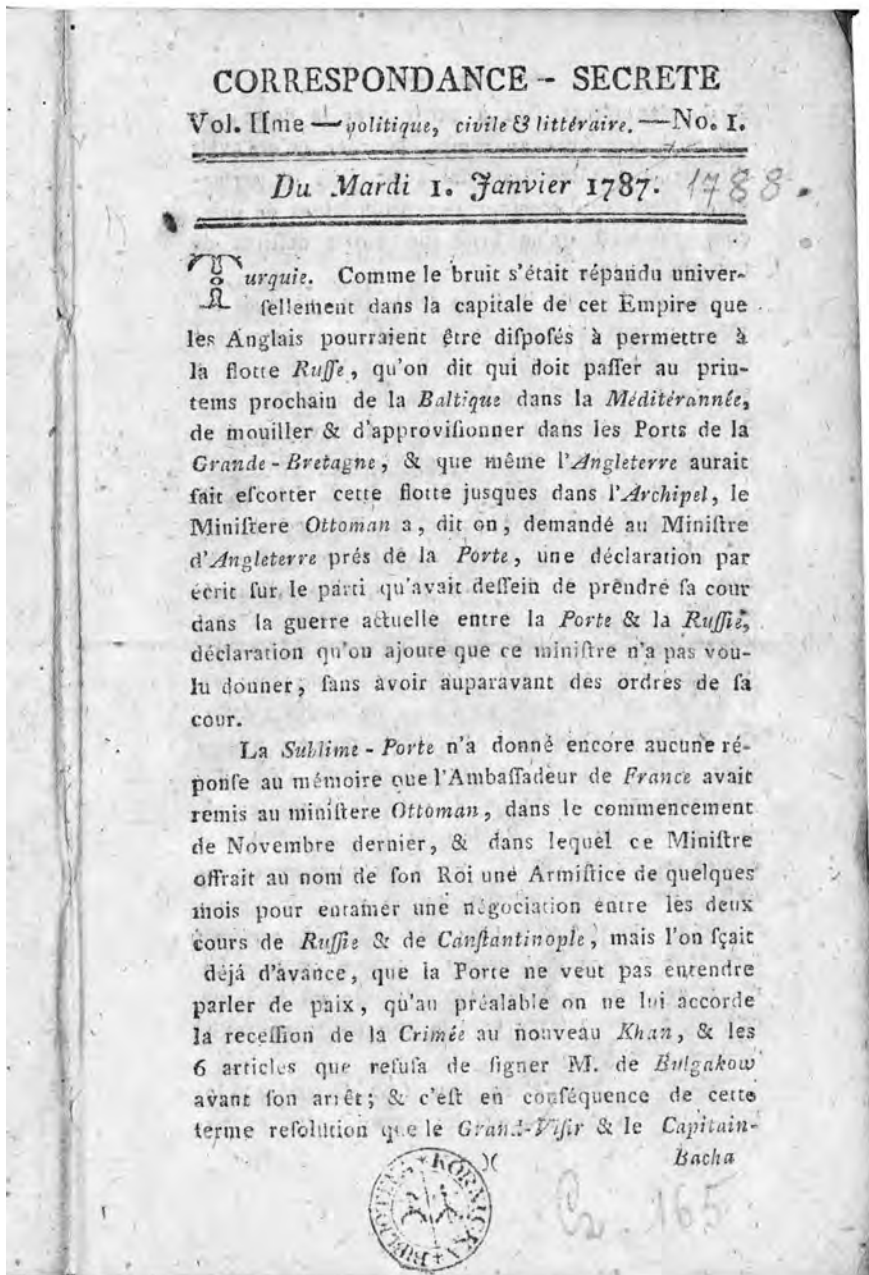 CORRESPONDANCE - SECRETE
Vol. IIme — politique, civile & littéraire. — No. I.
Du Mardi 1. Janvier 1787. 1788.
Turquie. Comme le bruit s'était répandu univer-
ſellement dans la capitale de cet Empire que
les Anglais pourraient être diſpoſés à permettre à
la flotte Ruſſe, qu'on dit qui doit paſſer au prin-
tems prochain de la Baltique dans la Méditérannée,
de mouiller & d'approviſionner dans les Ports de la
Grande-Bretagne, & que même l'Angleterre aurait
fait eſcorter cette flotte jusques dans l'Archipel, le
Miniſtere Ottoman a, dit on, demandé au Miniſtre
d'Angleterre prés de la Porte, une déclaration par
écrit ſur le parti qu'avait deſſein de prendre ſa cour
dans la guerre actuelle entre la Porte & la Ruſſie,
déclaration qu'on ajoute que ce miniſtre n'a pas vou-
lu donner, ſans avoir auparavant des ordres de ſa
cour.
La Sublime-Porte n'a donné encore aucune ré-
ponſe au mémoire que l'Ambaſſadeur de France avait
remis au miniſtere Ottoman, dans le commencement
de Novembre dernier, & dans lequel ce Miniſtre
offrait au nom de ſon Roi une Armiſtice de quelques
mois pour entamer une négociation entre les deux
cours de Ruſſie & de Canſtantinople, mais l'on ſçait
déjá d'avance, que la Porte ne veut pas entendre
parler de paix, qu'au préalable on ne lui accorde
la receſſion de la Crimée au nouveau Khan, & les
6 articles que refuſa de ſigner M. de Bulgakow
avant ſon arrêt; & c'eſt en conſéquence de cette
terme reſolution que le Grand-Viſir & le Capitain-
)( Bacha
BIBLIOTEKA KORNICKA
Cz. 165